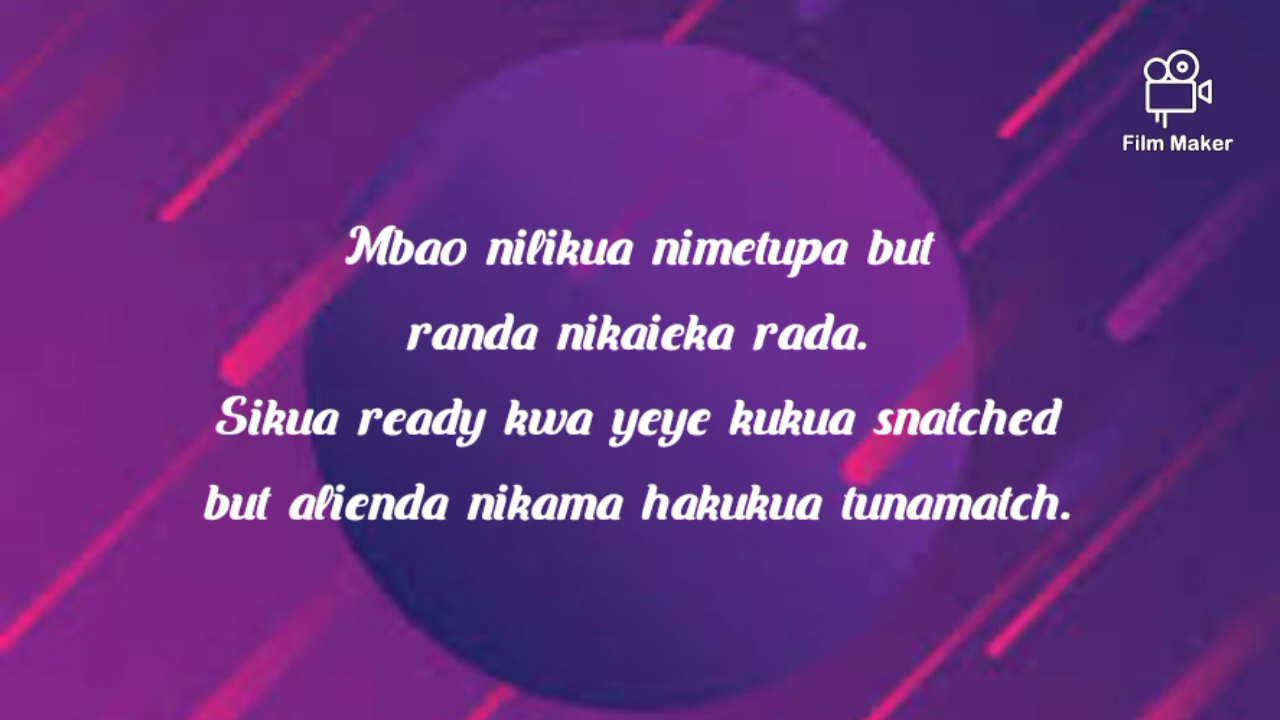 Film Maker
Mbao nilikua nimetupa but
randa nikaieka rada.
Sikua ready kwa yeye kukua snatched
but alienda nikama hakukua tunamatch.